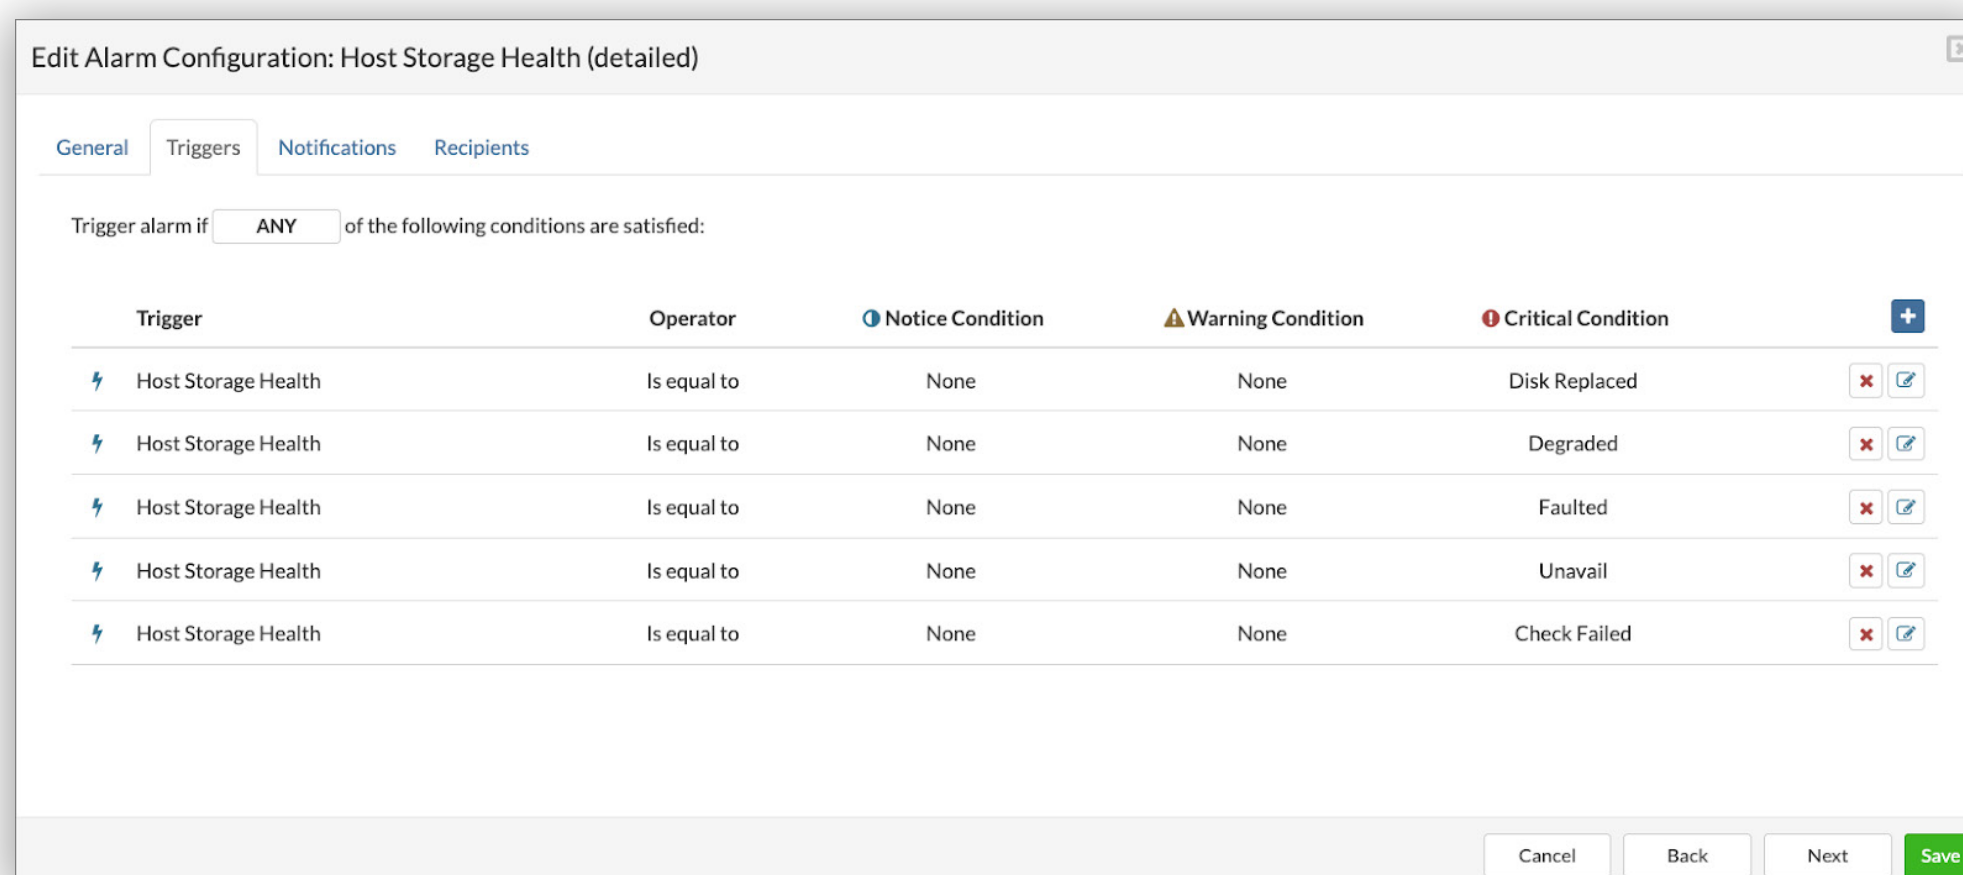 Edit Alarm Configuration: Host Storage Health (detailed)
General Triggers Notifications Recipients
Trigger alarm if ANY of the following conditions are satisfied:
Trigger Operator Notice Condition Warning Condition Critical Condition
Host Storage Health Is equal to None None Disk Replaced
Host Storage Health Is equal to None None Degraded
Host Storage Health Is equal to None None Faulted
Host Storage Health Is equal to None None Unavail
Host Storage Health Is equal to None None Check Failed
Cancel Back Next Save